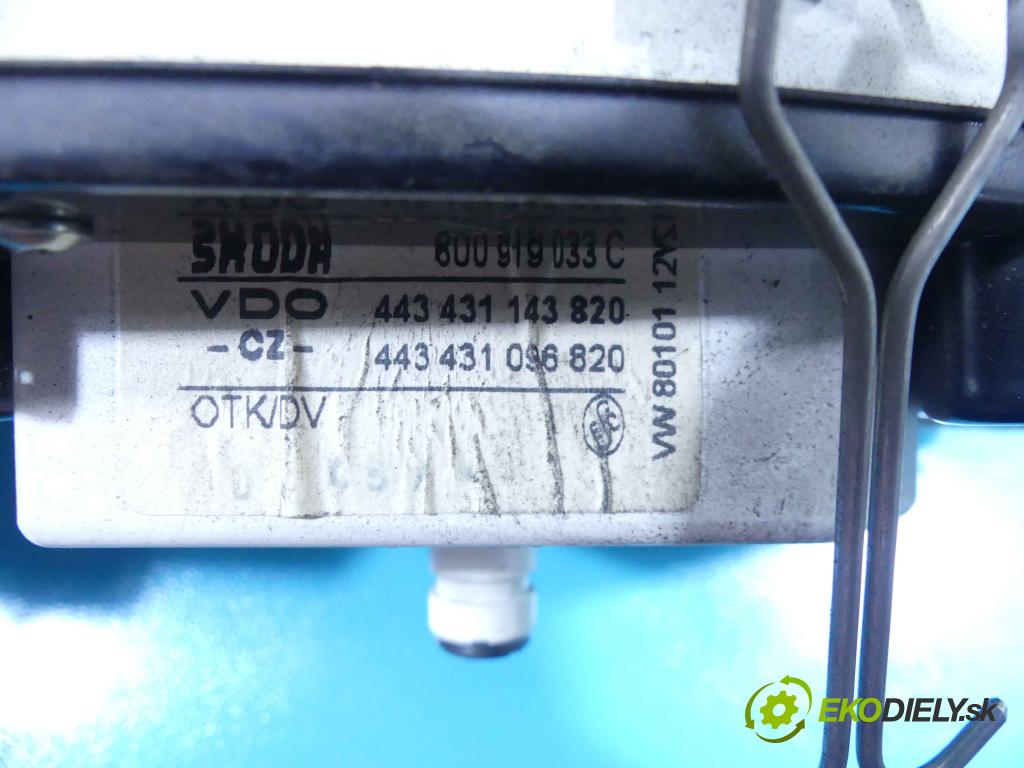 SKODA 6U0 919 033 C
VDO 443 431 143 820
- CZ - 443 431 096 820
OTK/DV
VW 80101 12V
EKODIELY.sk